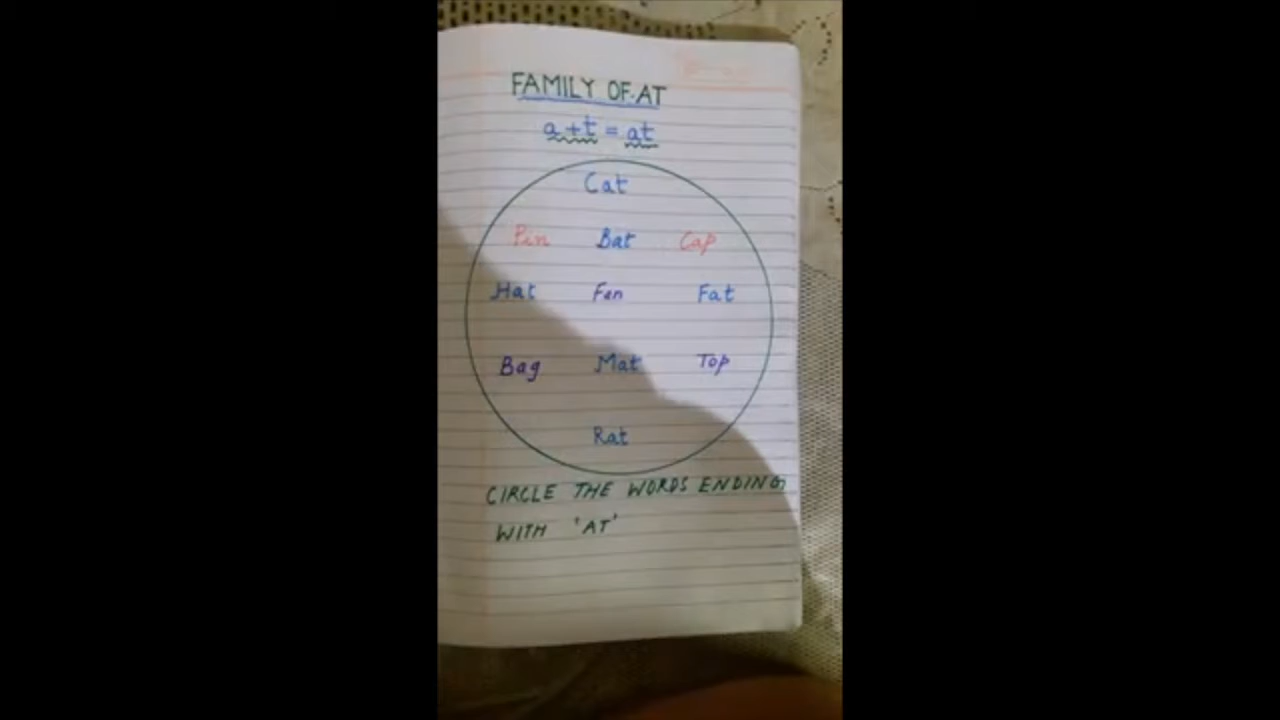 FAMILY OF AT
a + t = at
Cat
Pin Bat Cap
Hat Fan Fat
Bag Mat Top
Rat
CIRCLE THE WORDS ENDING
WITH 'AT'